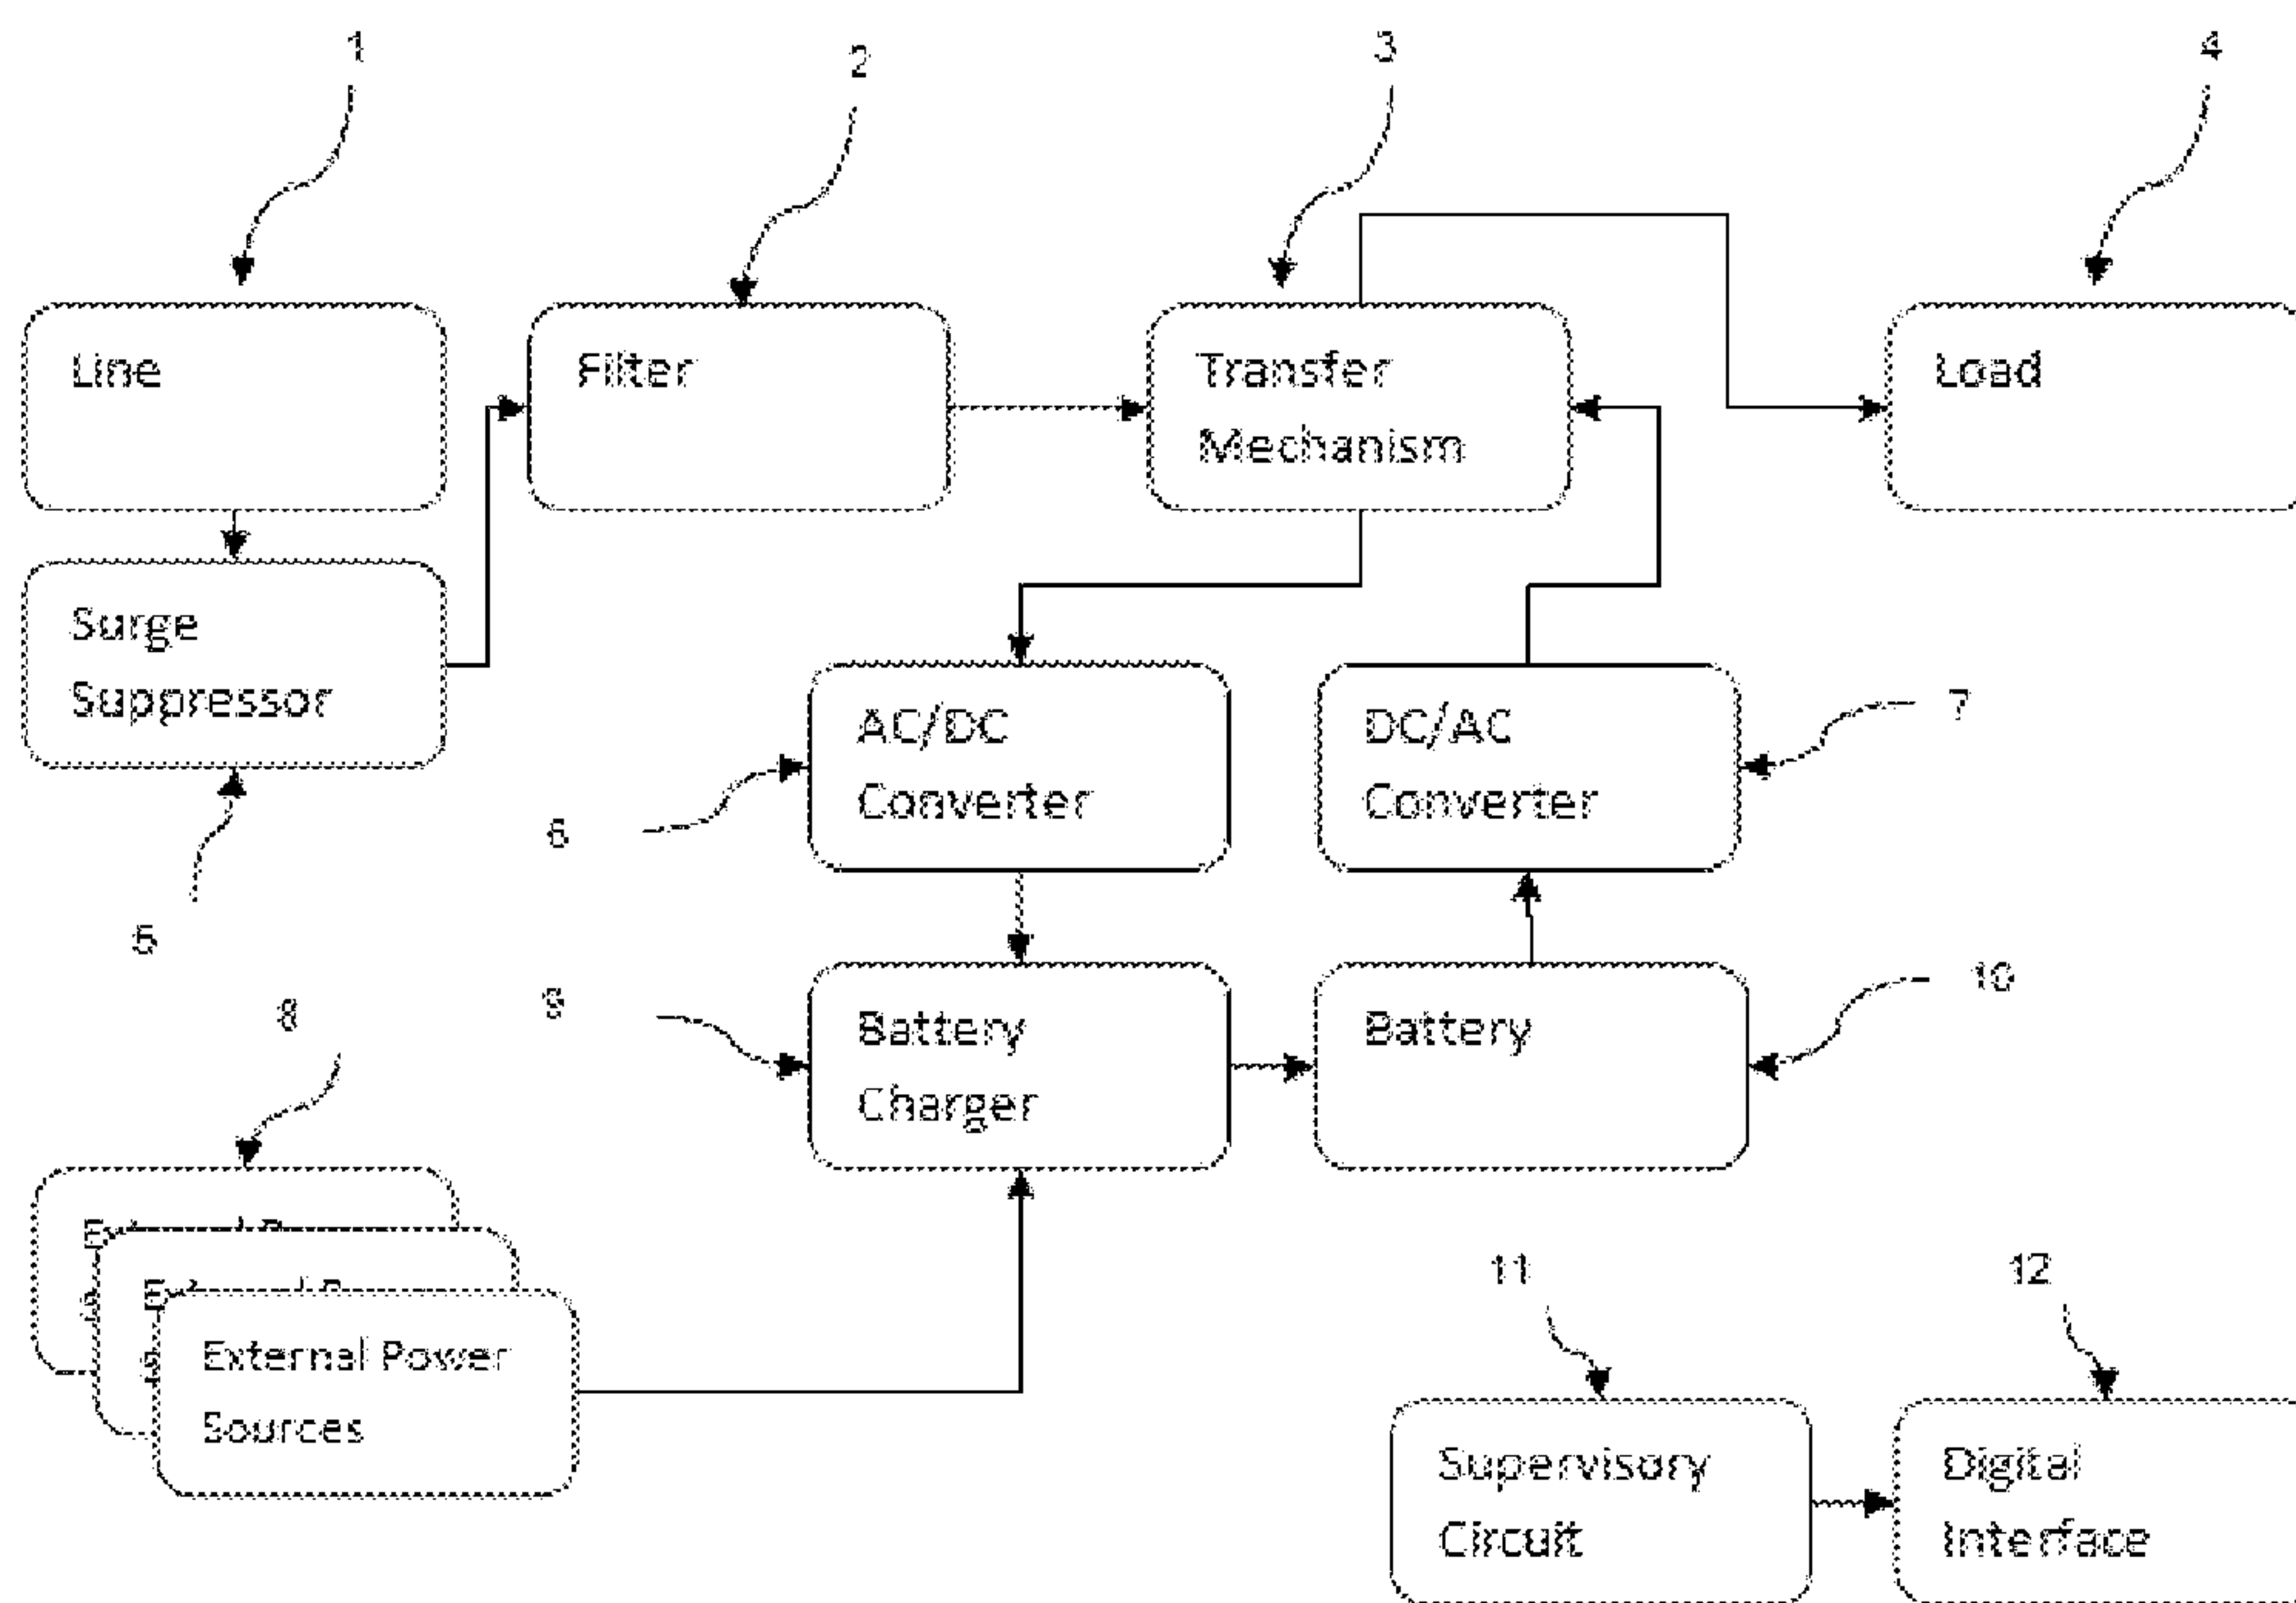 1
2
3
4
Line
Filter
Transfer
Mechanism
Load
Surge
Suppressor
AC/DC
Converter
DC/AC
Converter
7
6
5
8
9
10
Battery
Charger
Battery
External Power
Sources
11
12
Supervisory
Circuit
Digital
Interface